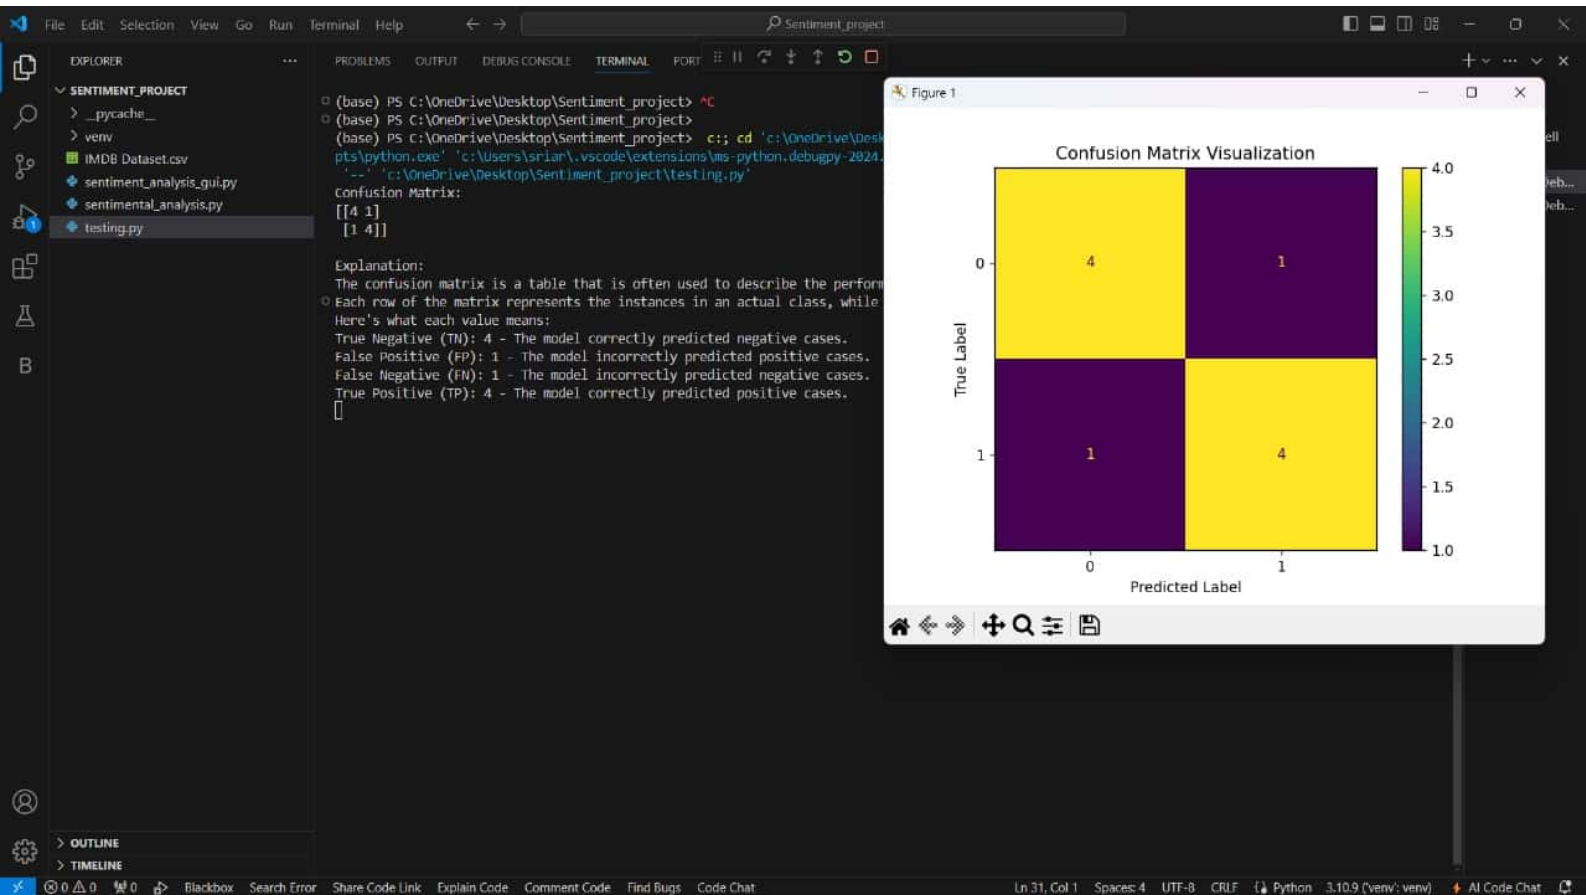 File Edit Selection View Go Run Terminal Help
Sentiment_project
EXPLORER
SENTIMENT_PROJECT
__pycache__
venv
IMDB Dataset.csv
sentiment_analysis_gui.py
sentimental_analysis.py
testing.py
OUTLINE
TIMELINE
PROBLEMS OUTPUT DEBUG CONSOLE TERMINAL PORT
(base) PS C:\OneDrive\Desktop\Sentiment_project> ^C
(base) PS C:\OneDrive\Desktop\Sentiment_project>
(base) PS C:\OneDrive\Desktop\Sentiment_project> c:; cd 'c:\OneDrive\Desk
pts\python.exe' 'c:\Users\sriar\.vscode\extensions\ms-python.debugpy-2024.
'--' 'c:\OneDrive\Desktop\Sentiment_project\testing.py'
Confusion Matrix:
[[4 1]
[1 4]]
Explanation:
The confusion matrix is a table that is often used to describe the perform
Each row of the matrix represents the instances in an actual class, while
Here's what each value means:
True Negative (TN): 4 - The model correctly predicted negative cases.
False Positive (FP): 1 - The model incorrectly predicted positive cases.
False Negative (FN): 1 - The model incorrectly predicted negative cases.
True Positive (TP): 4 - The model correctly predicted positive cases.
Figure 1
Confusion Matrix Visualization
True Label
0
1
4 1
1 4
0 1
Predicted Label
4.0
3.5
3.0
2.5
2.0
1.5
1.0
ell
Deb...
Deb...
1
B
0 0 0 Blackbox Search Error Share Code Link Explain Code Comment Code Find Bugs Code Chat
Ln 31, Col 1 Spaces: 4 UTF-8 CRLF Python 3.10.9 ('venv': venv) AI Code Chat